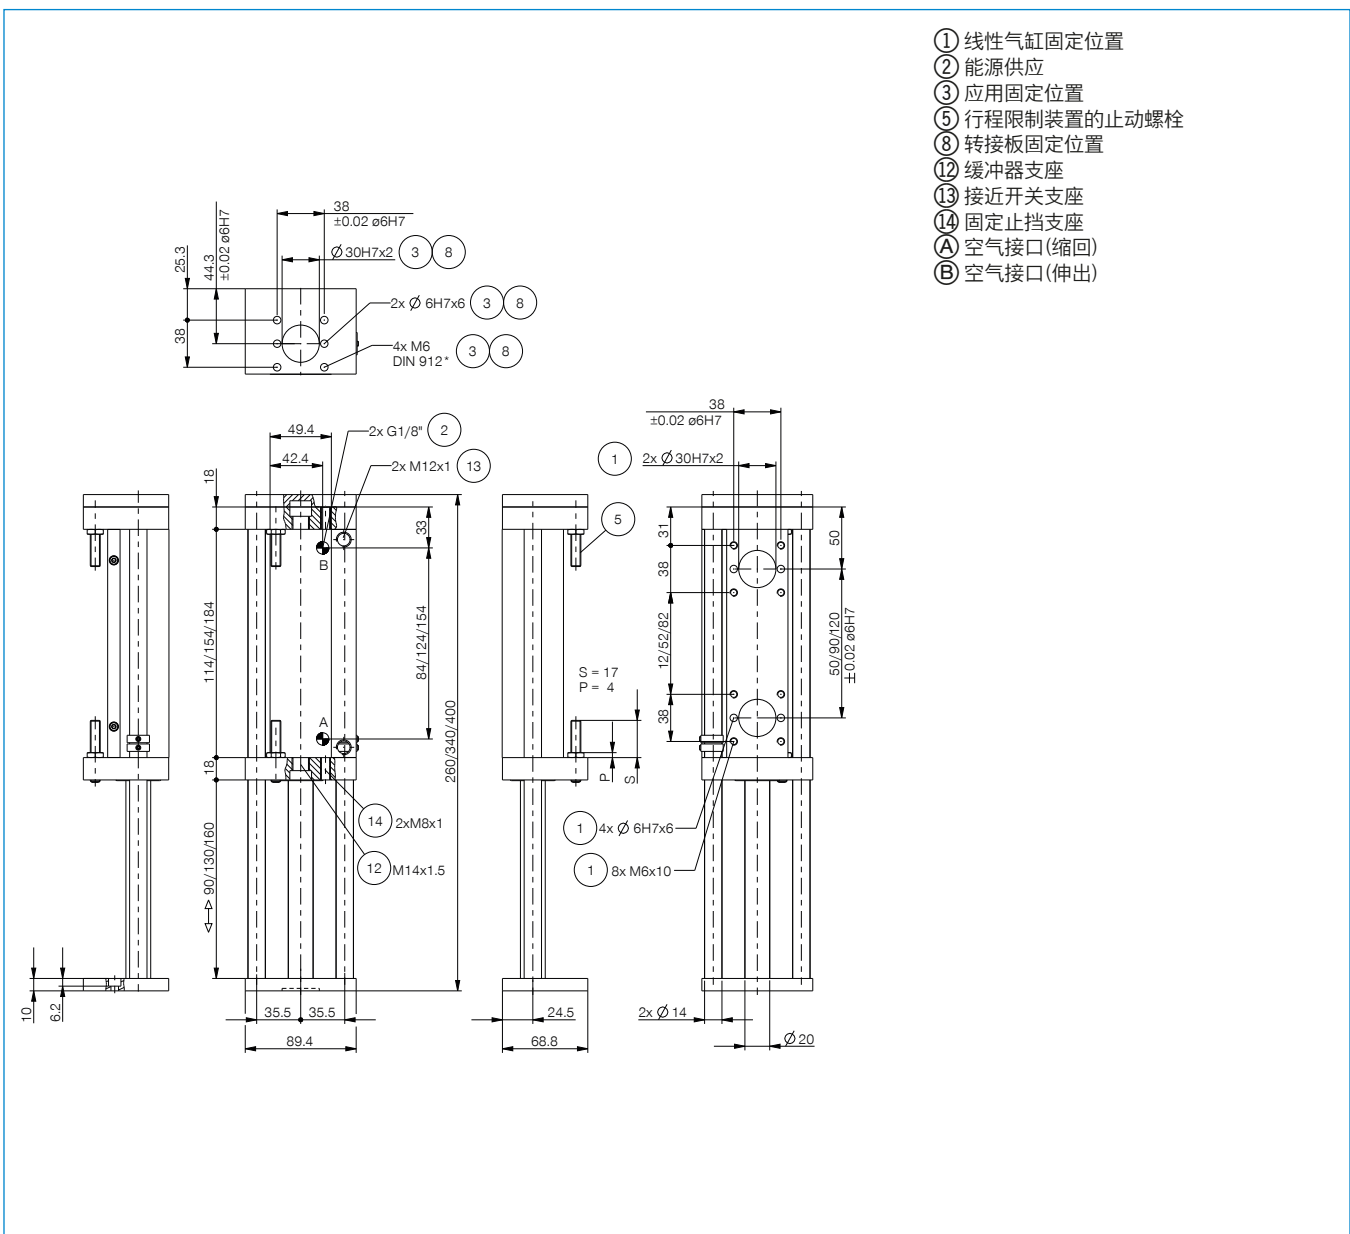 ① 线性气缸固定位置
② 能源供应
③ 应用固定位置
⑤ 行程限制装置的止动螺栓
⑧ 转接板固定位置
⑫ 缓冲器支座
⑬ 接近开关支座
⑭ 固定止挡支座
Ⓐ 空气接口(缩回)
Ⓑ 空气接口(伸出)
38
±0.02 ø6H7
Ø 30H7x2 3 8
25.3
44.3
±0.02 ø6H7
38
2x Ø 6H7x6 3 8
4x M6
DIN 912* 3 8
49.4
42.4
2x G1/8" 2
2x M12x1 13
18
33
B
114/154/184
84/124/154
260/340/400
A
18
14 2xM8x1
12 M14x1.5
90/130/160
10
6.2
35.5 35.5
89.4
5
S = 17
P = 4
P
S
24.5
68.8
38
±0.02 ø6H7
1 2x Ø 30H7x2
31
38
12/52/82
38
50
50/90/120
±0.02 ø6H7
1 4x Ø 6H7x6
1 8x M6x10
2x Ø 14
Ø 20